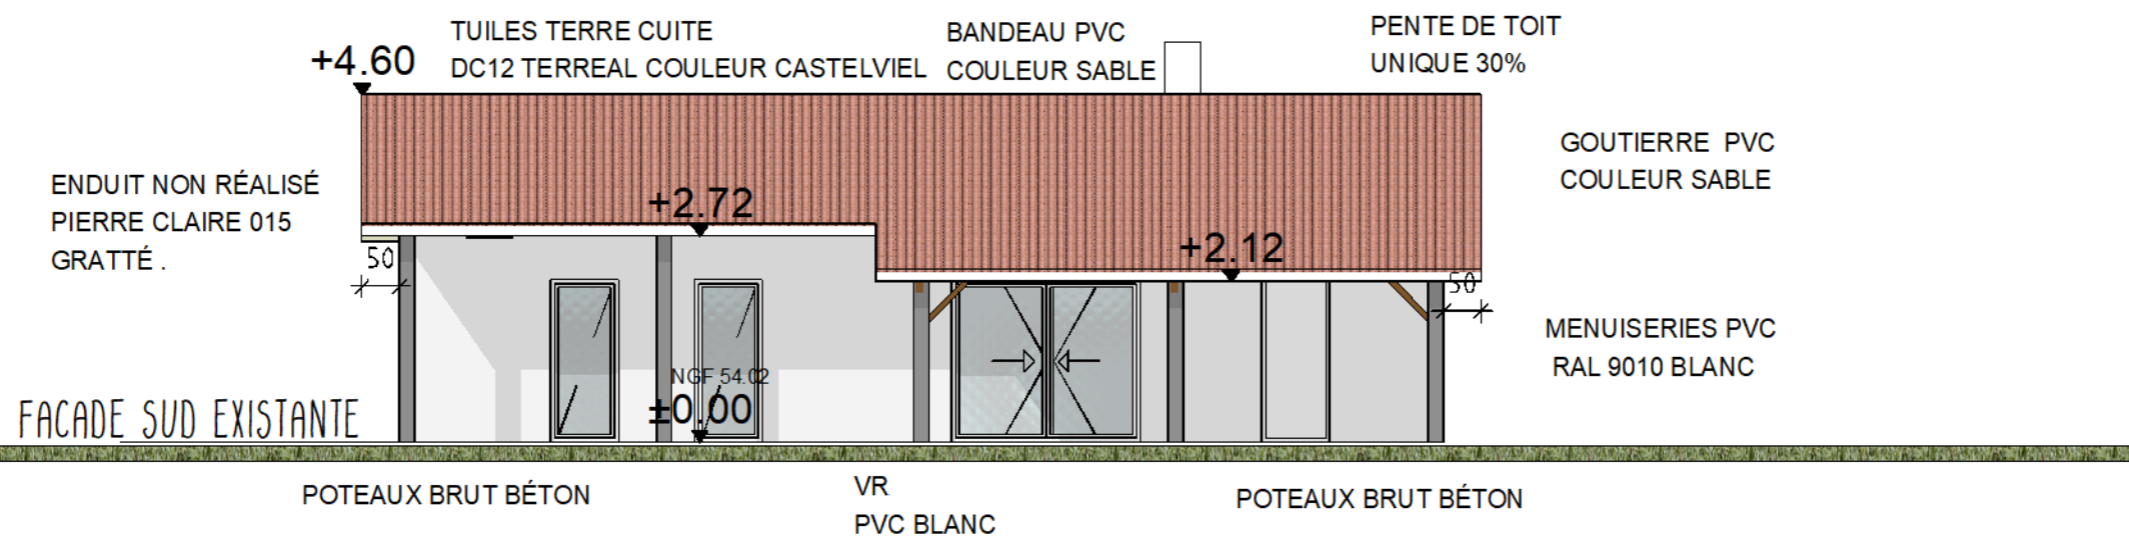 TUILES TERRE CUITE
DC12 TERREAL COULEUR CASTELVIEL
BANDEAU PVC
COULEUR SABLE
PENTE DE TOIT
UNIQUE 30%
+4.60
GOUTIERRE PVC
COULEUR SABLE
ENDUIT NON RÉALISÉ
PIERRE CLAIRE 015
GRATTÉ .
+2.72
+2.12
50
50
MENUISERIES PVC
RAL 9010 BLANC
NGF 54.02
±0.00
FACADE SUD EXISTANTE
POTEAUX BRUT BÉTON
VR
PVC BLANC
POTEAUX BRUT BÉTON